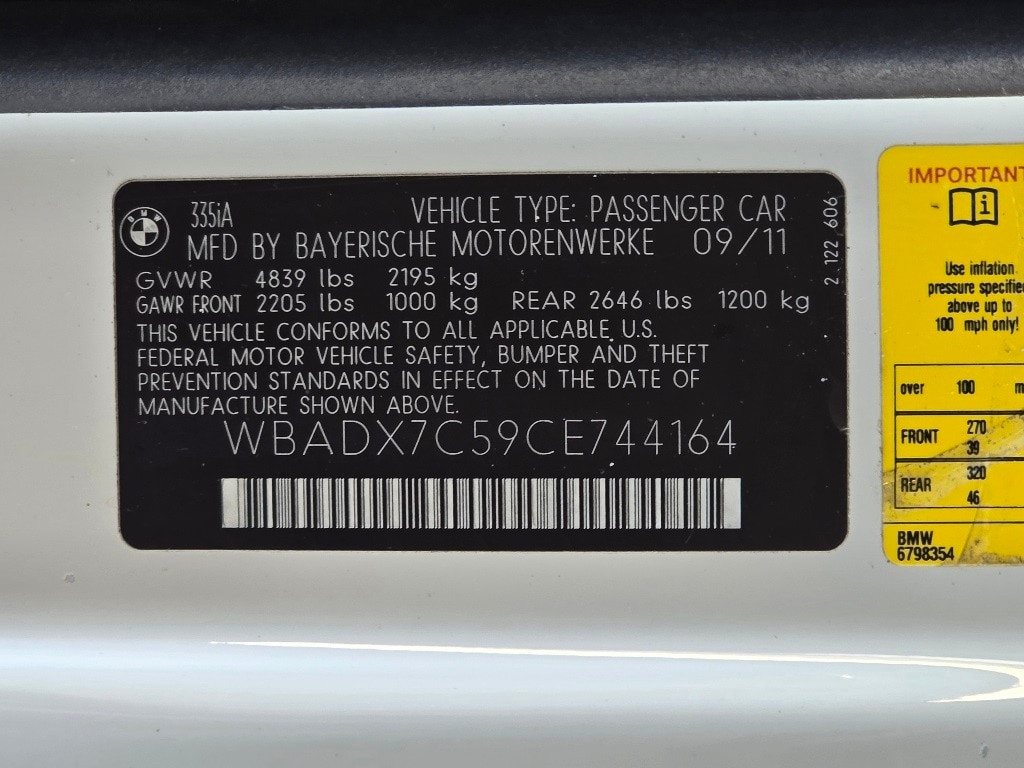 BMW
335iA
VEHICLE TYPE: PASSENGER CAR
MFD BY BAYERISCHE MOTORENWERKE 09/11
GVWR 4839 lbs 2195 kg
GAWR FRONT 2205 lbs 1000 kg REAR 2646 lbs 1200 kg
THIS VEHICLE CONFORMS TO ALL APPLICABLE U.S.
FEDERAL MOTOR VEHICLE SAFETY, BUMPER AND THEFT
PREVENTION STANDARDS IN EFFECT ON THE DATE OF
MANUFACTURE SHOWN ABOVE.
WBADX7C59CE744164
2 122 606
IMPORTANT
i
Use inflation
pressure specified
above up to
100 mph only!
over 100 m
FRONT 270
39
REAR 320
46
BMW
6798354